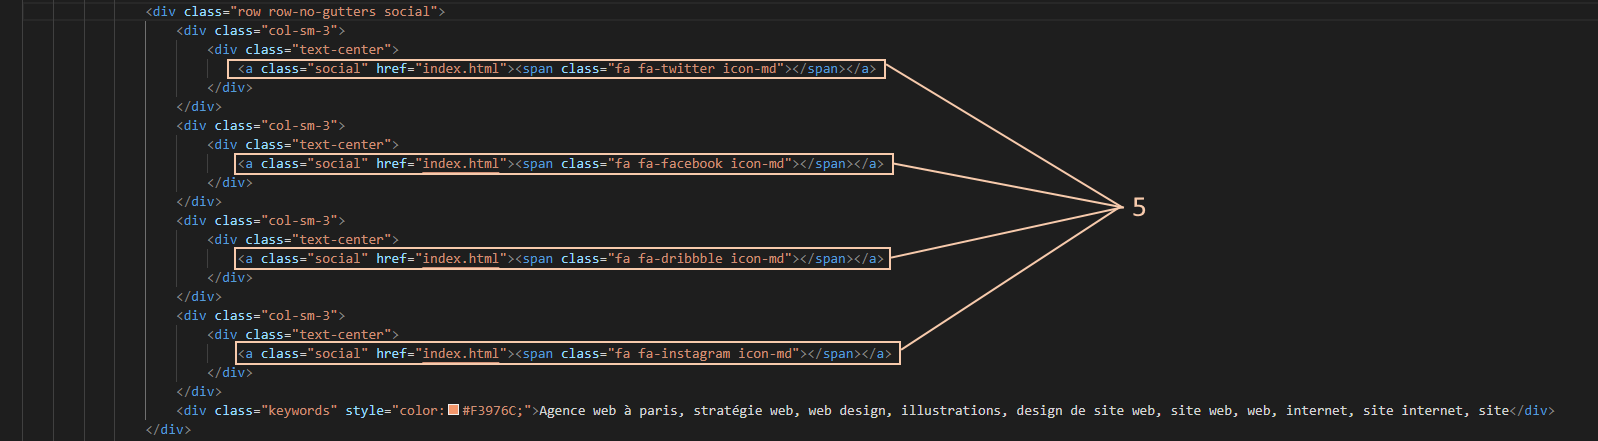 <div class="row row-no-gutters social">
<div class="col-sm-3">
<div class="text-center">
<a class="social" href="index.html"><span class="fa fa-twitter icon-md"></span></a>
</div>
</div>
<div class="col-sm-3">
<div class="text-center">
<a class="social" href="index.html"><span class="fa fa-facebook icon-md"></span></a>
</div>
</div>
<div class="col-sm-3">
<div class="text-center">
<a class="social" href="index.html"><span class="fa fa-dribbble icon-md"></span></a>
</div>
</div>
<div class="col-sm-3">
<div class="text-center">
<a class="social" href="index.html"><span class="fa fa-instagram icon-md"></span></a>
</div>
</div>
<div class="keywords" style="color:#F3976C;">Agence web à paris, stratégie web, web design, illustrations, design de site web, site web, web, internet, site internet, site</div>
</div>
5